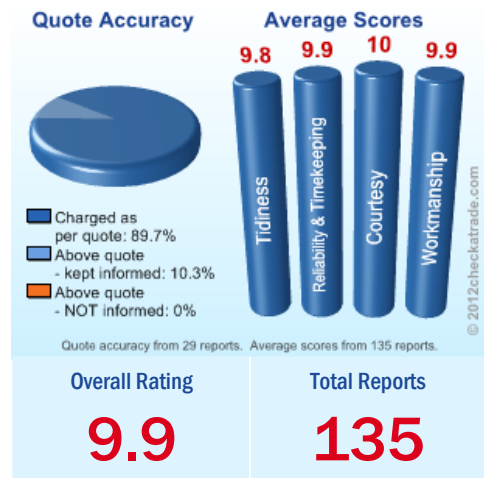 Quote Accuracy
Charged as
per quote: 89.7%
Above quote
- kept informed: 10.3%
Above quote
- NOT informed: 0%
Average Scores
9.8
9.9
10
9.9
Tidiness
Reliability & Timekeeping
Courtesy
Workmanship
© 2012checkatrade.com
Quote accuracy from 29 reports. Average scores from 135 reports.
Overall Rating
9.9
Total Reports
135